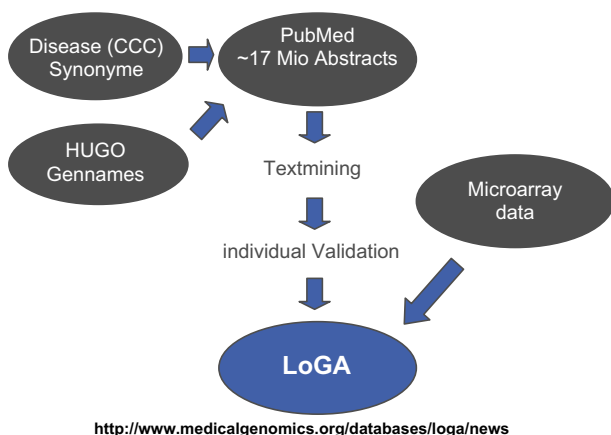 Disease (CCC)
Synonyme
PubMed
~17 Mio Abstracts
HUGO
Gennames
Textmining
Microarray
data
individual Validation
LoGA
http://www.medicalgenomics.org/databases/loga/news